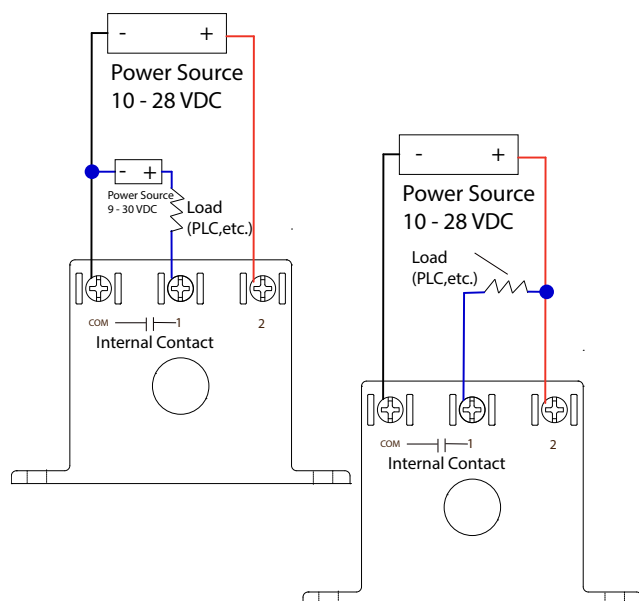 - +
Power Source
10 - 28 VDC
- +
Power Source
9 - 30 VDC
Load
(PLC,etc.)
COM 1 2
Internal Contact
- +
Power Source
10 - 28 VDC
Load
(PLC,etc.)
COM 1 2
Internal Contact